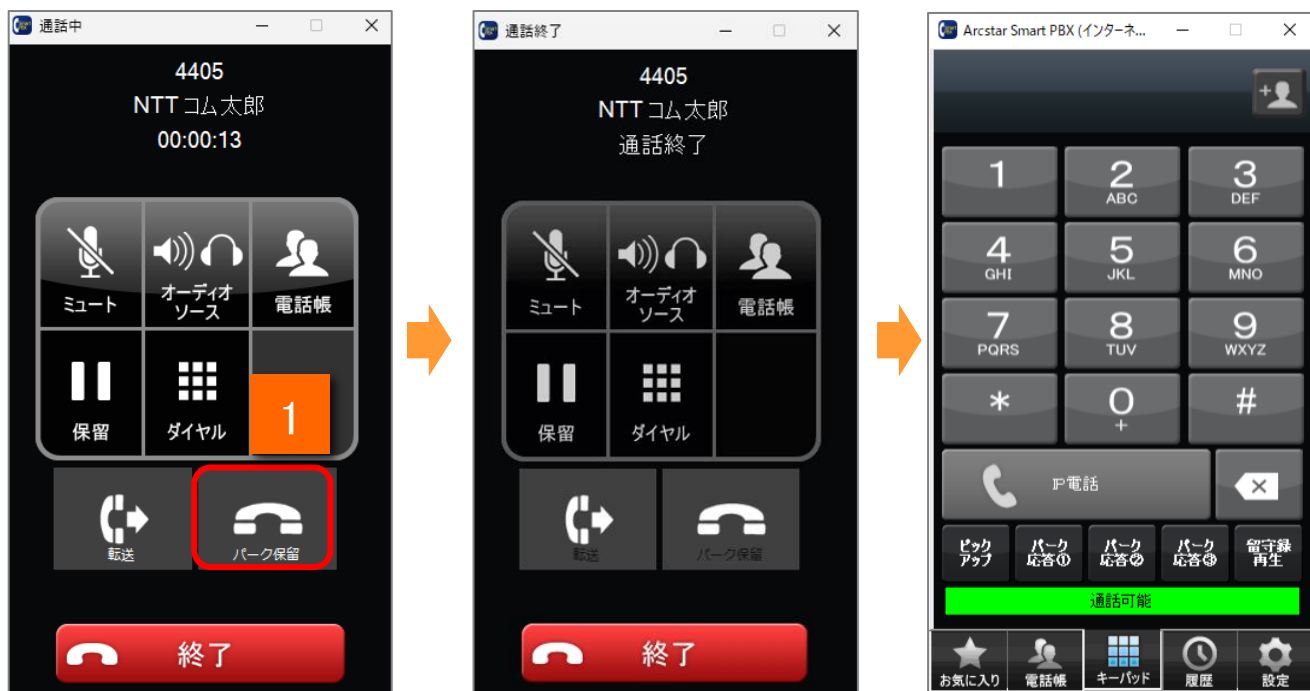 通話中
4405
NTTコム太郎
00:00:13
ミュート
オーディオ
ソース
電話帳
保留
ダイヤル
1
転送
パーク保留
終了
通話終了
4405
NTTコム太郎
通話終了
ミュート
オーディオ
ソース
電話帳
保留
ダイヤル
転送
パーク保留
終了
Arcstar Smart PBX (インターネ...
1
2
ABC
3
DEF
4
GHI
5
JKL
6
MNO
7
PQRS
8
TUV
9
WXYZ
*
0
+
#
IP電話
ピック
アップ
パーク
応答①
パーク
応答②
パーク
応答③
留守録
再生
通話可能
お気に入り
電話帳
キーパッド
履歴
設定